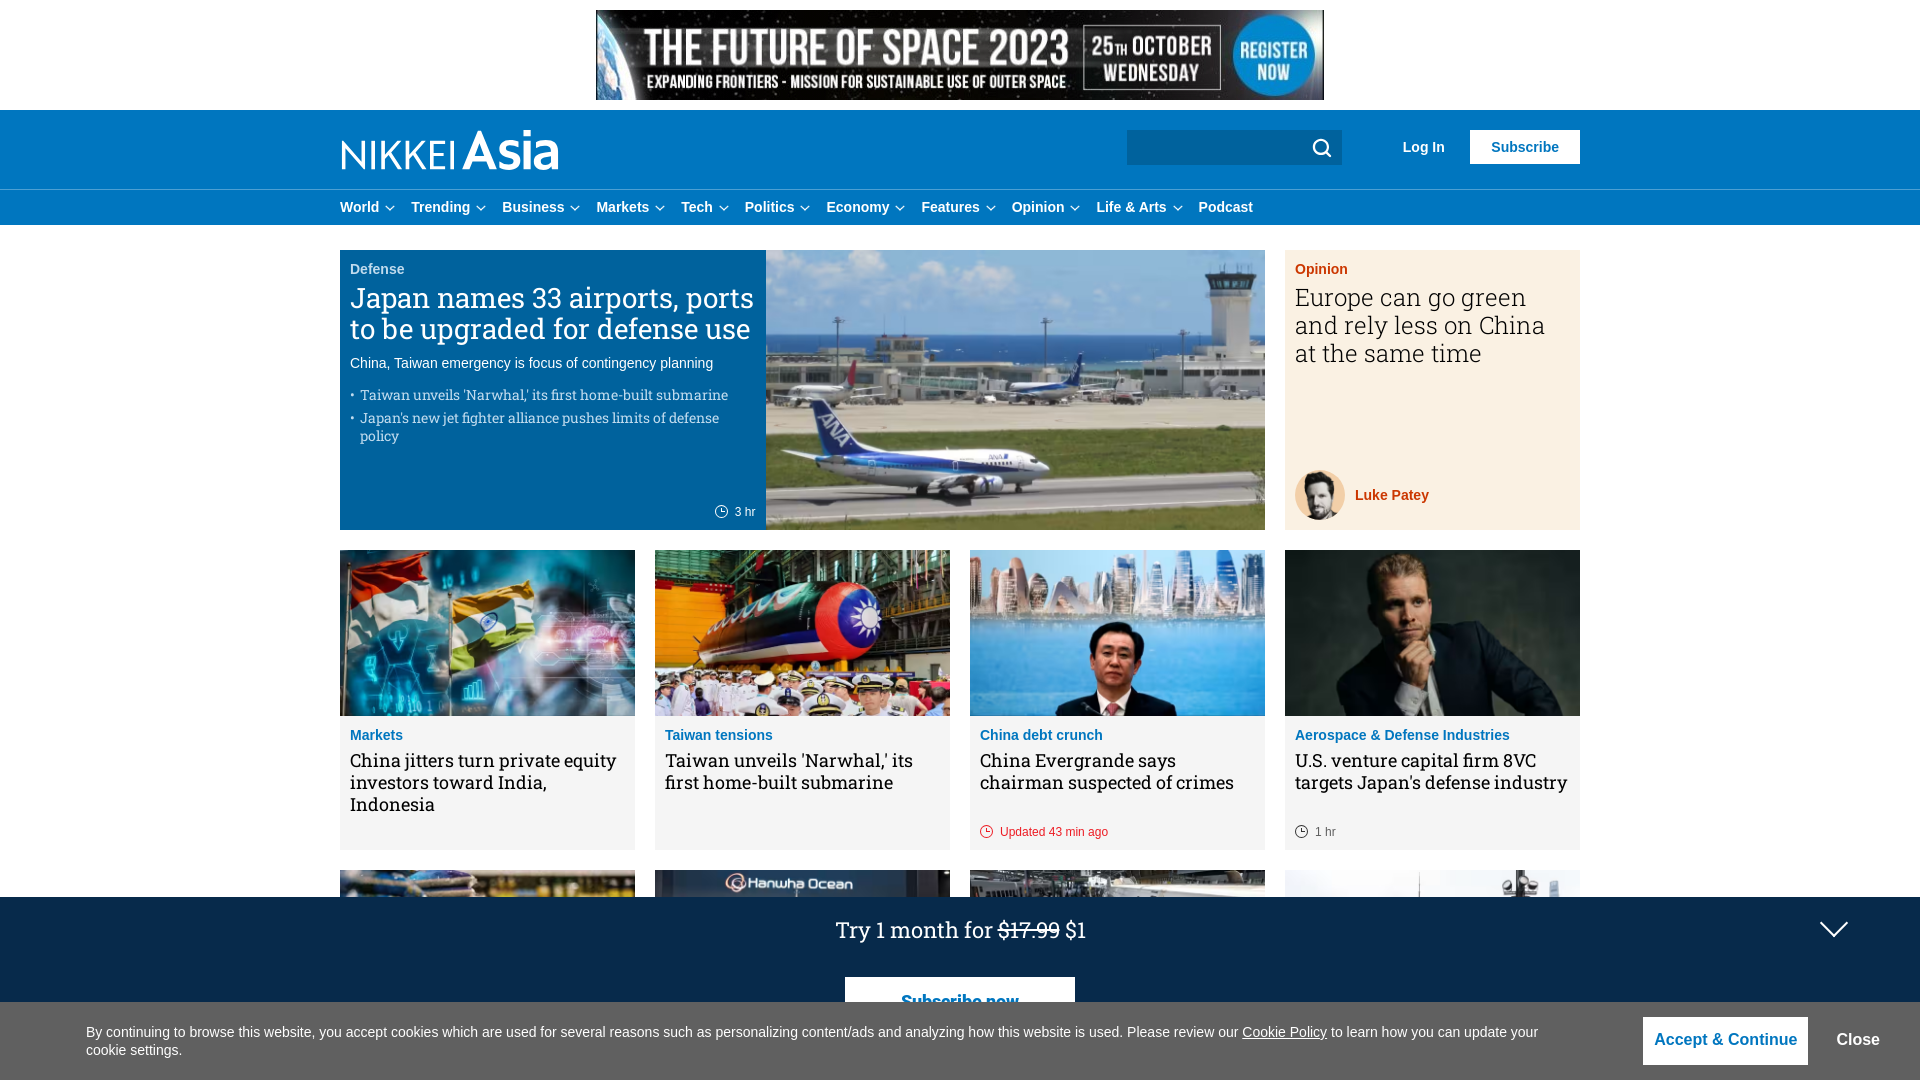 THE FUTURE OF SPACE 2023
EXPANDING FRONTIERS - MISSION FOR SUSTAINABLE USE OF OUTER SPACE
25TH OCTOBER
WEDNESDAY
REGISTER
NOW
NIKKEI Asia
Log In
Subscribe
World
Trending
Business
Markets
Tech
Politics
Economy
Features
Opinion
Life & Arts
Podcast
Defense
Japan names 33 airports, ports
to be upgraded for defense use
China, Taiwan emergency is focus of contingency planning
• Taiwan unveils 'Narwhal,' its first home-built submarine
• Japan's new jet fighter alliance pushes limits of defense
policy
3 hr
ANA
ANA
Opinion
Europe can go green
and rely less on China
at the same time
Luke Patey
Markets
China jitters turn private equity
investors toward India,
Indonesia
Taiwan tensions
Taiwan unveils 'Narwhal,' its
first home-built submarine
China debt crunch
China Evergrande says
chairman suspected of crimes
Updated 43 min ago
Aerospace & Defense Industries
U.S. venture capital firm 8VC
targets Japan's defense industry
1 hr
Hanwha Ocean
Try 1 month for $17.99 $1
Subscribe now
By continuing to browse this website, you accept cookies which are used for several reasons such as personalizing content/ads and analyzing how this website is used. Please review our Cookie Policy to learn how you can update your
cookie settings.
Accept & Continue
Close